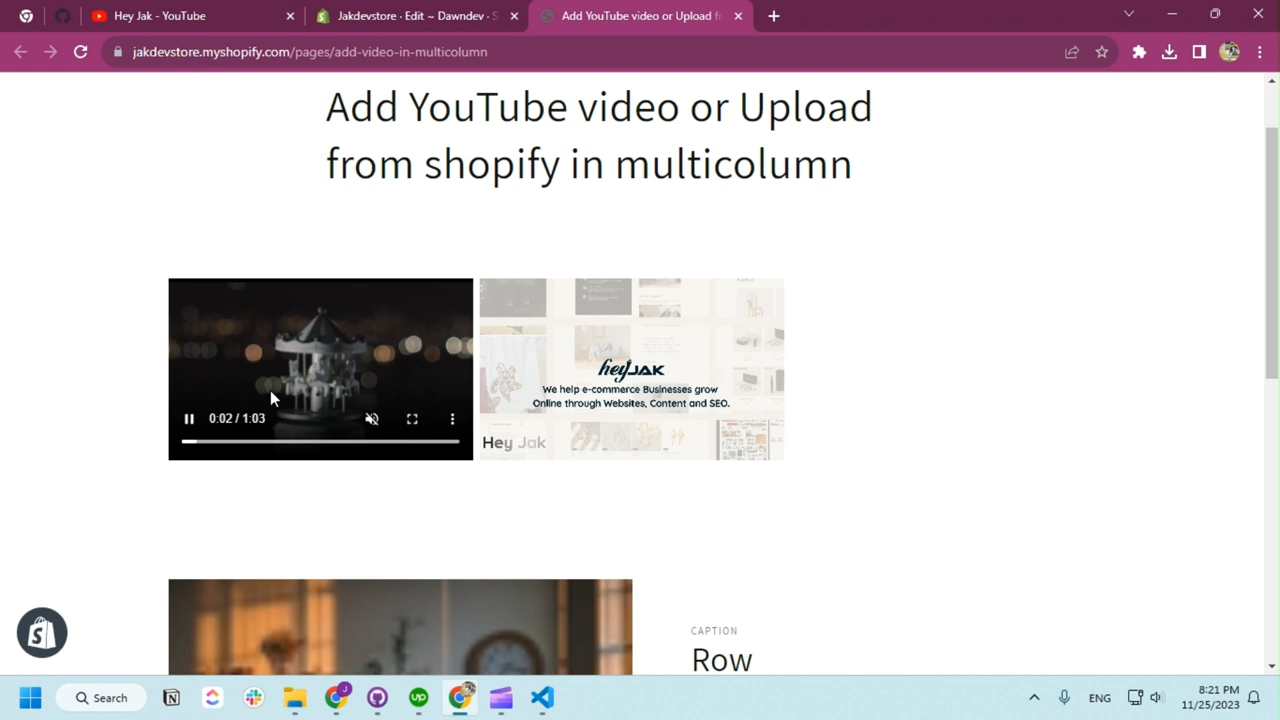 Hey Jak - YouTube
Jakdevstore · Edit ~ Dawndev · S
Add YouTube video or Upload fr
jakdevstore.myshopify.com/pages/add-video-in-multicolumn
Add YouTube video or Upload
from shopify in multicolumn
0:02 / 1:03
heyJAK
We help e-commerce Businesses grow
Online through Websites, Content and SEO.
Hey Jak
CAPTION
Row
Search
ENG
8:21 PM
11/25/2023